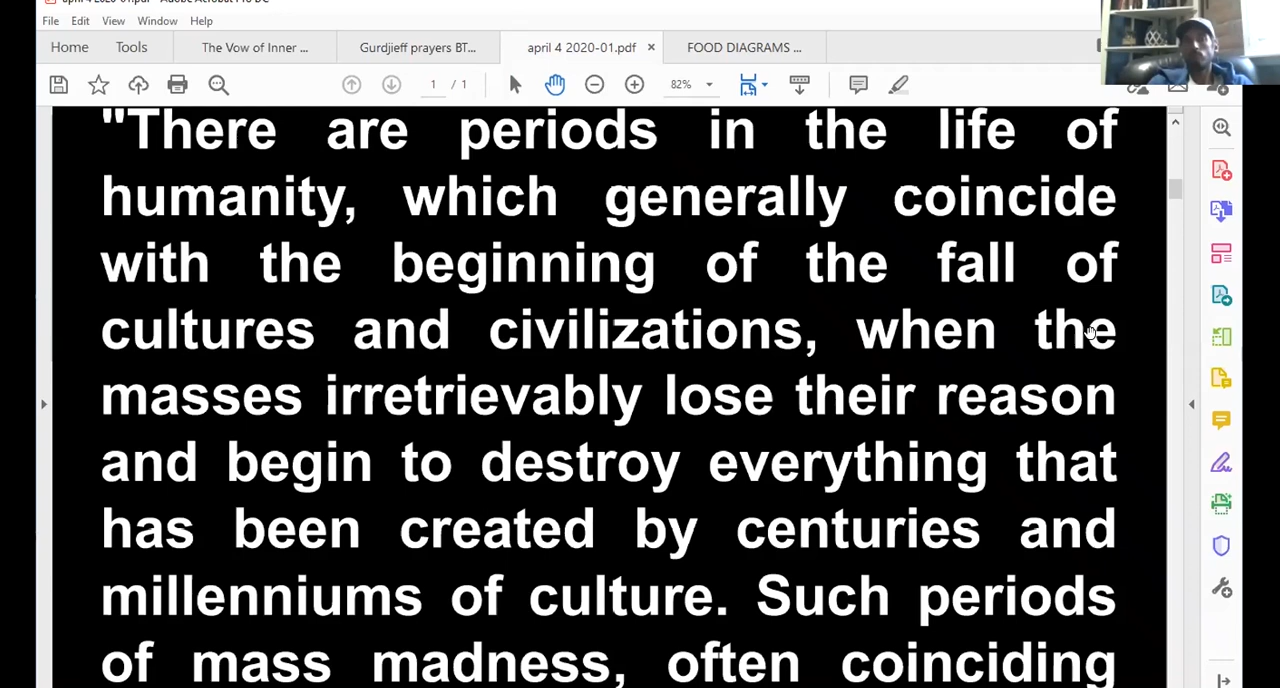 File Edit View Window Help
Home Tools The Vow of Inner ... Gurdjieff prayers BT... april 4 2020-01.pdf × FOOD DIAGRAMS ...
1 / 1 82%
"There are periods in the life of
humanity, which generally coincide
with the beginning of the fall of
cultures and civilizations, when the
masses irretrievably lose their reason
and begin to destroy everything that
has been created by centuries and
millenniums of culture. Such periods
of mass madness, often coinciding